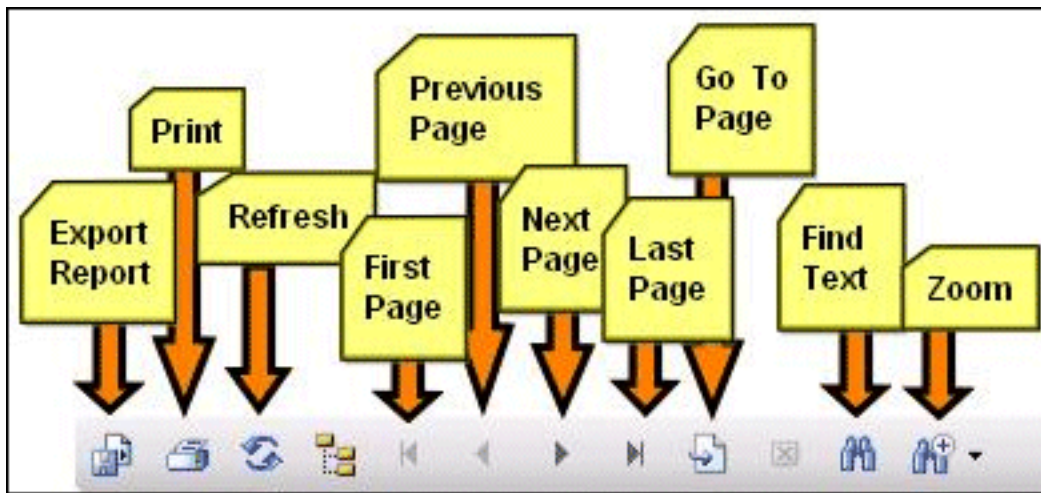 Export
Report
Print
Refresh
First
Page
Previous
Page
Next
Page
Last
Page
Go To
Page
Find
Text
Zoom